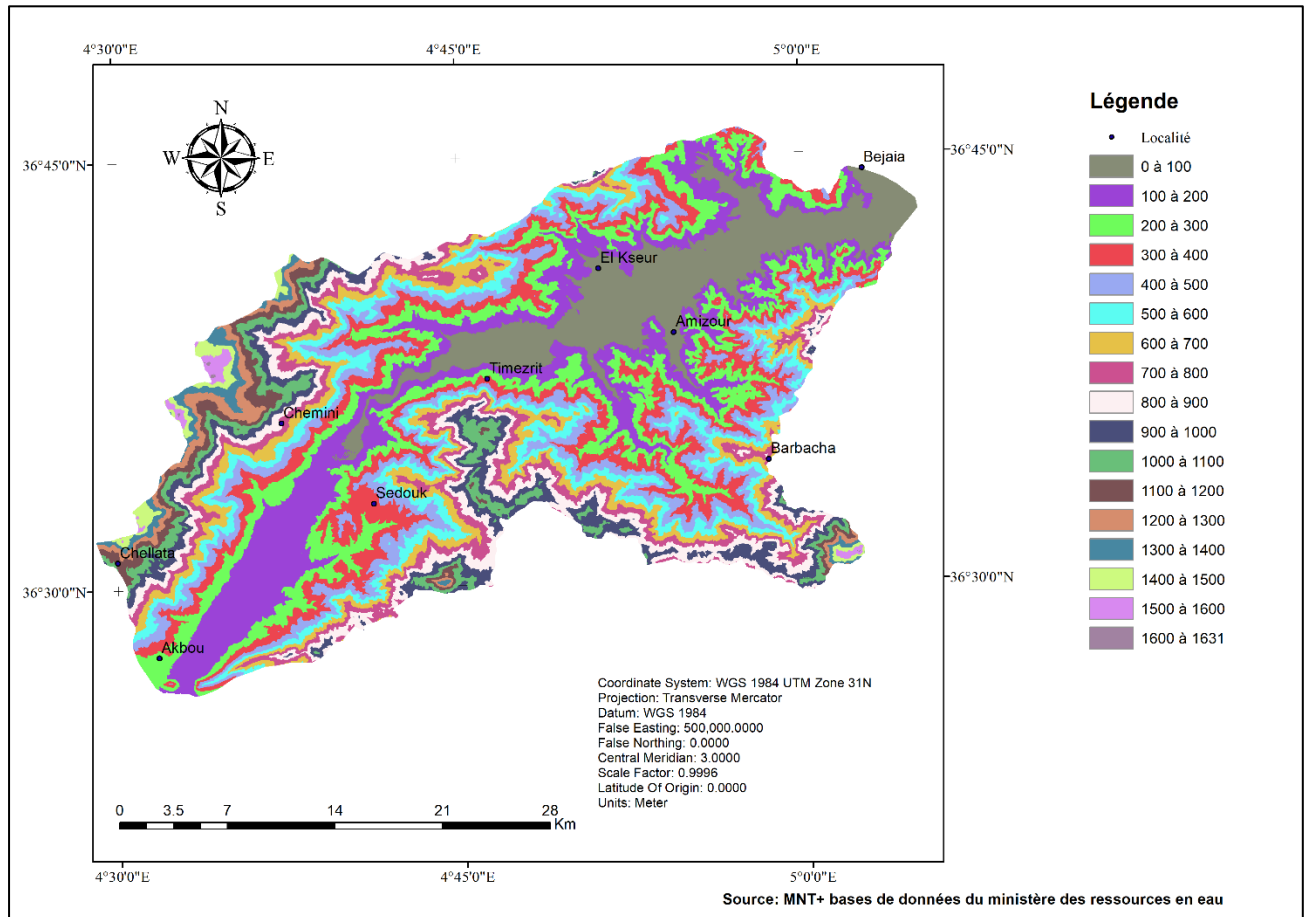 4°30'0"E 4°45'0"E 5°0'0"E
N
W E
S
36°45'0"N 36°45'0"N
Bejaia
El Kseur
Amizour
Timezrit
Chemini
Barbacha
Sedouk
Chellata
36°30'0"N 36°30'0"N
Akbou
Coordinate System: WGS 1984 UTM Zone 31N
Projection: Transverse Mercator
Datum: WGS 1984
False Easting: 500,000.0000
False Northing: 0.0000
Central Meridian: 3.0000
Scale Factor: 0.9996
Latitude Of Origin: 0.0000
Units: Meter
0 3.5 7 14 21 28
Km
4°30'0"E 4°45'0"E 5°0'0"E
Légende
Localité
0 à 100
100 à 200
200 à 300
300 à 400
400 à 500
500 à 600
600 à 700
700 à 800
800 à 900
900 à 1000
1000 à 1100
1100 à 1200
1200 à 1300
1300 à 1400
1400 à 1500
1500 à 1600
1600 à 1631
Source: MNT+ bases de données du ministère des ressources en eau